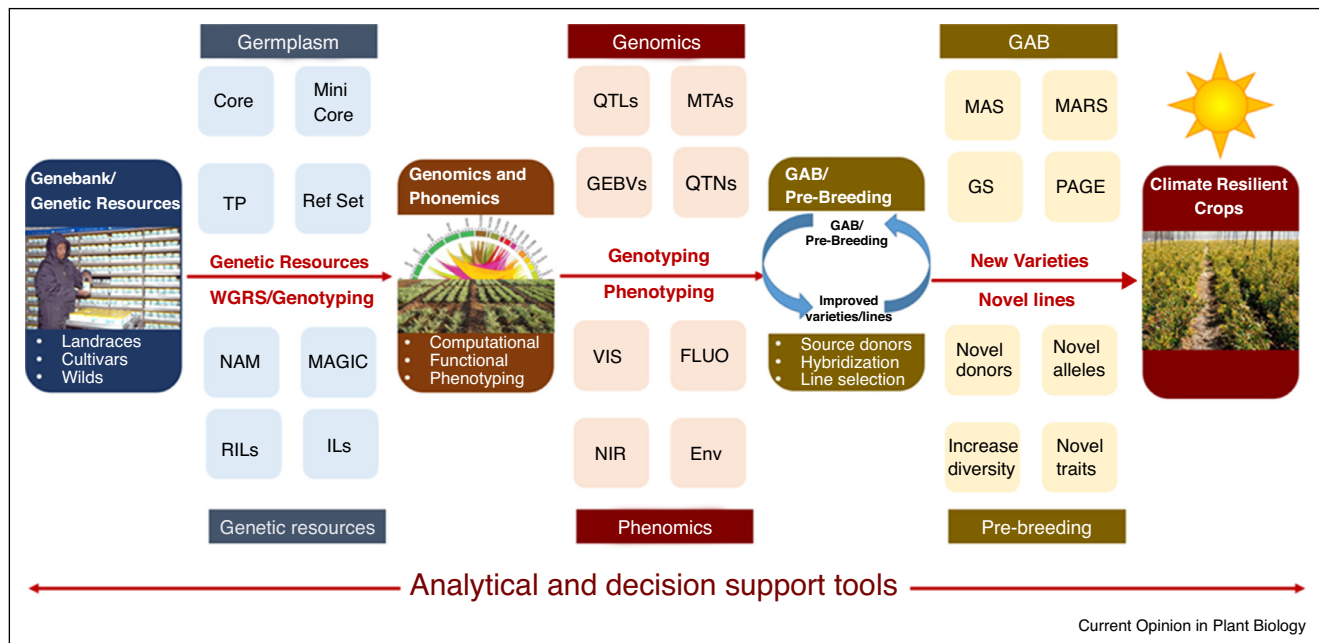 Germplasm
Core
Mini
Core
TP
Ref Set
Genebank/
Genetic Resources
Landraces
Cultivars
Wilds
Genetic Resources
WGRS/Genotyping
NAM
MAGIC
RILs
ILs
Genetic resources
Genomics and
Phonemics
Computational
Functional
Phenotyping
Genomics
QTLs
MTAs
GEBVs
QTNs
Genotyping
Phenotyping
VIS
FLUO
NIR
Env
Phenomics
GAB/
Pre-Breeding
GAB/
Pre-Breeding
Improved
varieties/lines
Source donors
Hybridization
Line selection
GAB
MAS
MARS
GS
PAGE
New Varieties
Novel lines
Novel
donors
Novel
alleles
Increase
diversity
Novel
traits
Pre-breeding
Climate Resilient
Crops
Analytical and decision support tools
Current Opinion in Plant Biology